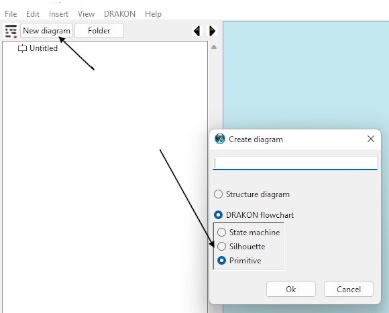 File Edit Insert View DRAKON Help
New diagram Folder
Untitled
Create diagram
Structure diagram
DRAKON flowchart
State machine
Silhouette
Primitive
Ok Cancel